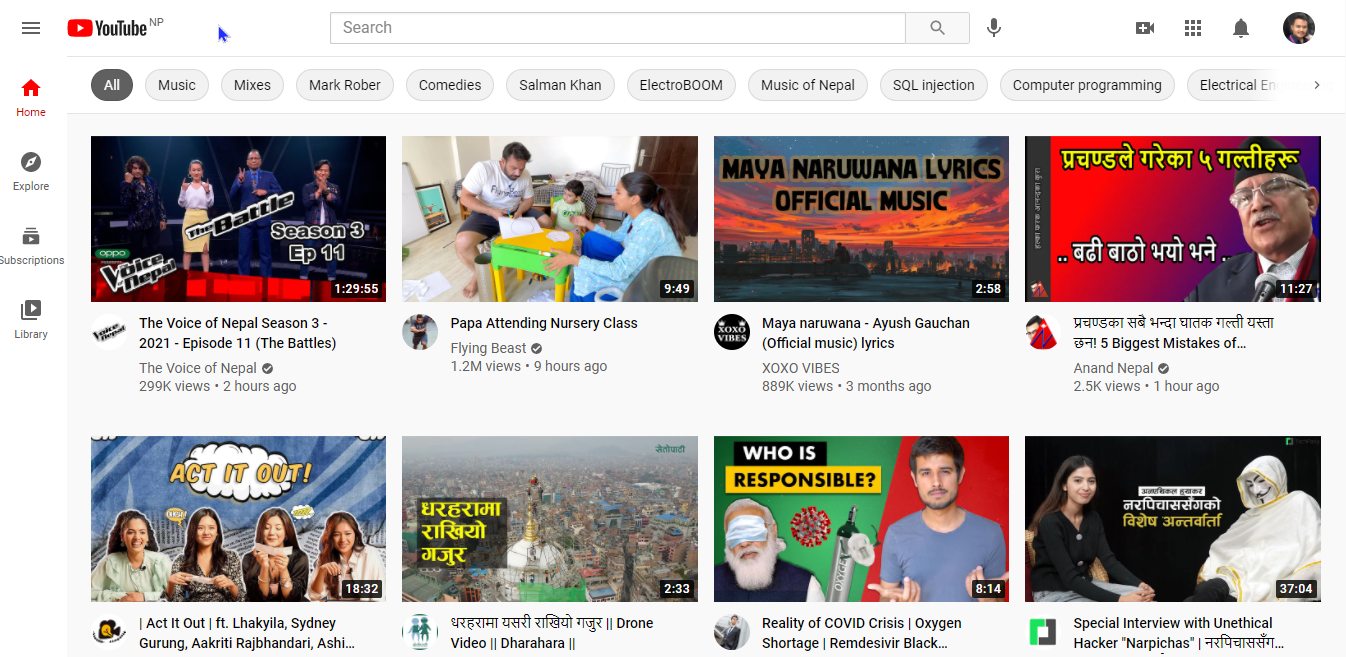 YouTube NP
Search
Home
Explore
Subscriptions
Library
All
Music
Mixes
Mark Rober
Comedies
Salman Khan
ElectroBOOM
Music of Nepal
SQL injection
Computer programming
Electrical
The Battle
Season 3
Ep 11
oppo
The Voice Nepal
1:29:55
The Voice of Nepal Season 3 -
2021 - Episode 11 (The Battles)
The Voice of Nepal
299K views • 2 hours ago
9:49
Papa Attending Nursery Class
Flying Beast
1.2M views • 9 hours ago
MAYA NARUWANA LYRICS
OFFICIAL MUSIC
2:58
XOXO
VIBES
Maya naruwana - Ayush Gauchan
(Official music) lyrics
XOXO VIBES
889K views • 3 months ago
प्रचण्डले गरेका ५ गल्तीहरू
.. बढी बाठो भयो भने ..
11:27
प्रचण्डका सबै भन्दा घातक गल्ती यस्ता
छन! 5 Biggest Mistakes of...
Anand Nepal
2.5K views • 1 hour ago
ACT IT OUT!
18:32
| Act It Out | ft. Lhakyila, Sydney
Gurung, Aakriti Rajbhandari, Ashi...
सेतोपाटी
धरहरामा
राखियो
गजुर
2:33
धरहरामा यसरी राखियो गजुर || Drone
Video || Dharahara ||
WHO IS
RESPONSIBLE?
OXYGEN
8:14
Reality of COVID Crisis | Oxygen
Shortage | Remdesivir Black...
अनएथिकल ह्याकर
नरपिचाससँगको
विशेष अन्तर्वार्ता
37:04
Special Interview with Unethical
Hacker "Narpichas" | नरपिचाससँग...